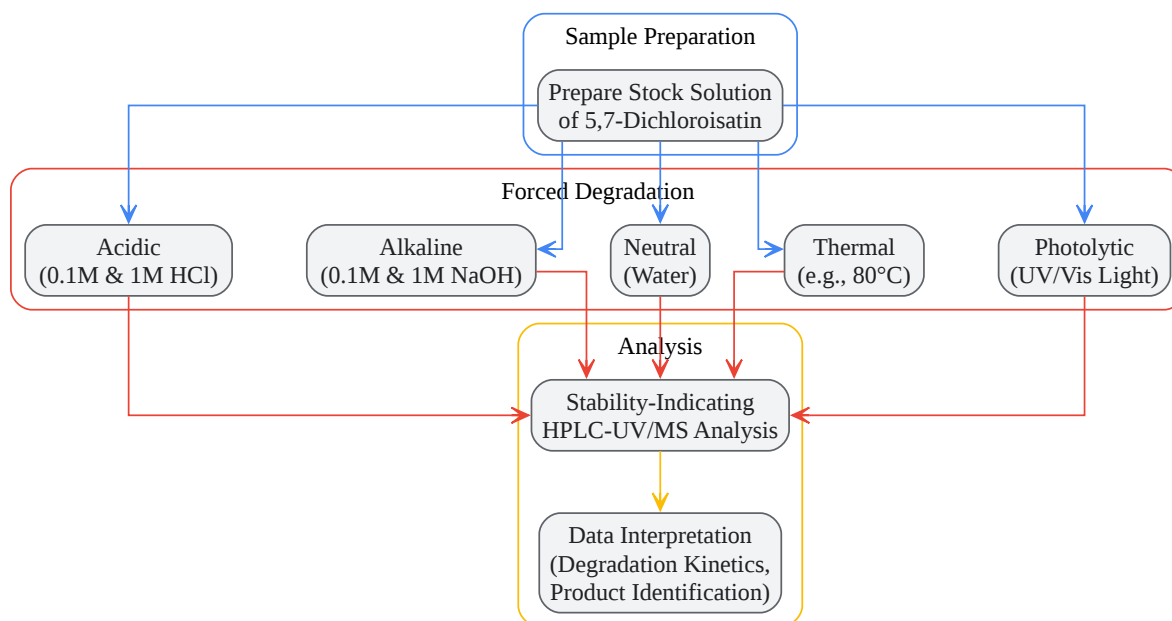 Sample Preparation
Prepare Stock Solution
of 5,7-Dichloroisatin
Forced Degradation
Acidic
(0.1M & 1M HCl)
Alkaline
(0.1M & 1M NaOH)
Neutral
(Water)
Thermal
(e.g., 80°C)
Photolytic
(UV/Vis Light)
Analysis
Stability-Indicating
HPLC-UV/MS Analysis
Data Interpretation
(Degradation Kinetics,
Product Identification)